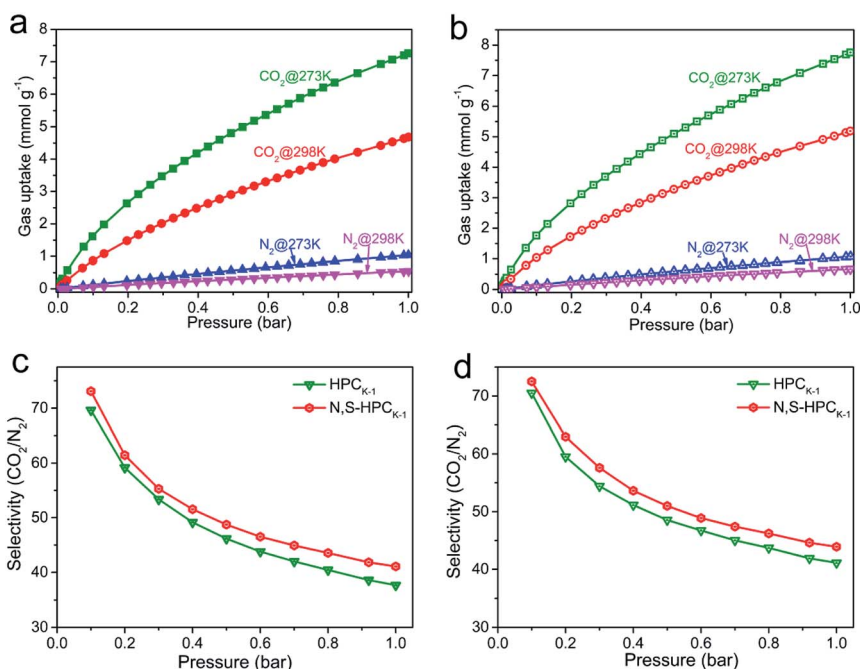 a
8
7
6
5
4
3
2
1
0
Gas uptake (mmol g⁻¹)
CO₂@273K
CO₂@298K
N₂@273K
N₂@298K
0.0 0.2 0.4 0.6 0.8 1.0
Pressure (bar)
b
8
7
6
5
4
3
2
1
0
Gas uptake (mmol g⁻¹)
CO₂@273K
CO₂@298K
N₂@273K
N₂@298K
0.0 0.2 0.4 0.6 0.8 1.0
Pressure (bar)
c
70
60
50
40
30
Selectivity (CO₂/N₂)
HPC_K-1
N,S-HPC_K-1
0.0 0.2 0.4 0.6 0.8 1.0
Pressure (bar)
d
70
60
50
40
30
Selectivity (CO₂/N₂)
HPC_K-1
N,S-HPC_K-1
0.0 0.2 0.4 0.6 0.8 1.0
Pressure (bar)